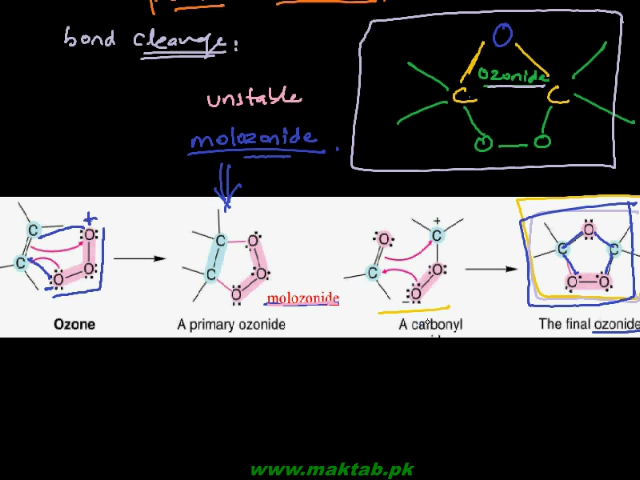 bond cleavage:
O
ozonide
C C
O O
unstable
molozonide.
+
C O
C O O
Ozone
C O
C O O
molozonide
A primary ozonide
O C +
C O O −
A carbonyl
O
C C
O O
The final ozonide
www.maktab.pk